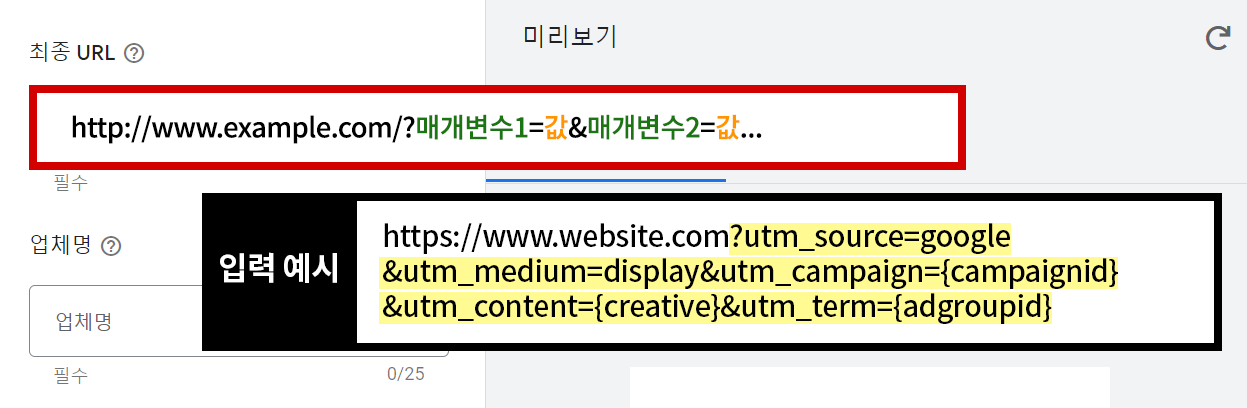 최종 URL ?
미리보기
http://www.example.com/?매개변수1=값&매개변수2=값...
필수
업체명 ?
입력 예시
https://www.website.com?utm_source=google
&utm_medium=display&utm_campaign={campaignid}
&utm_content={creative}&utm_term={adgroupid}
업체명
필수
0/25